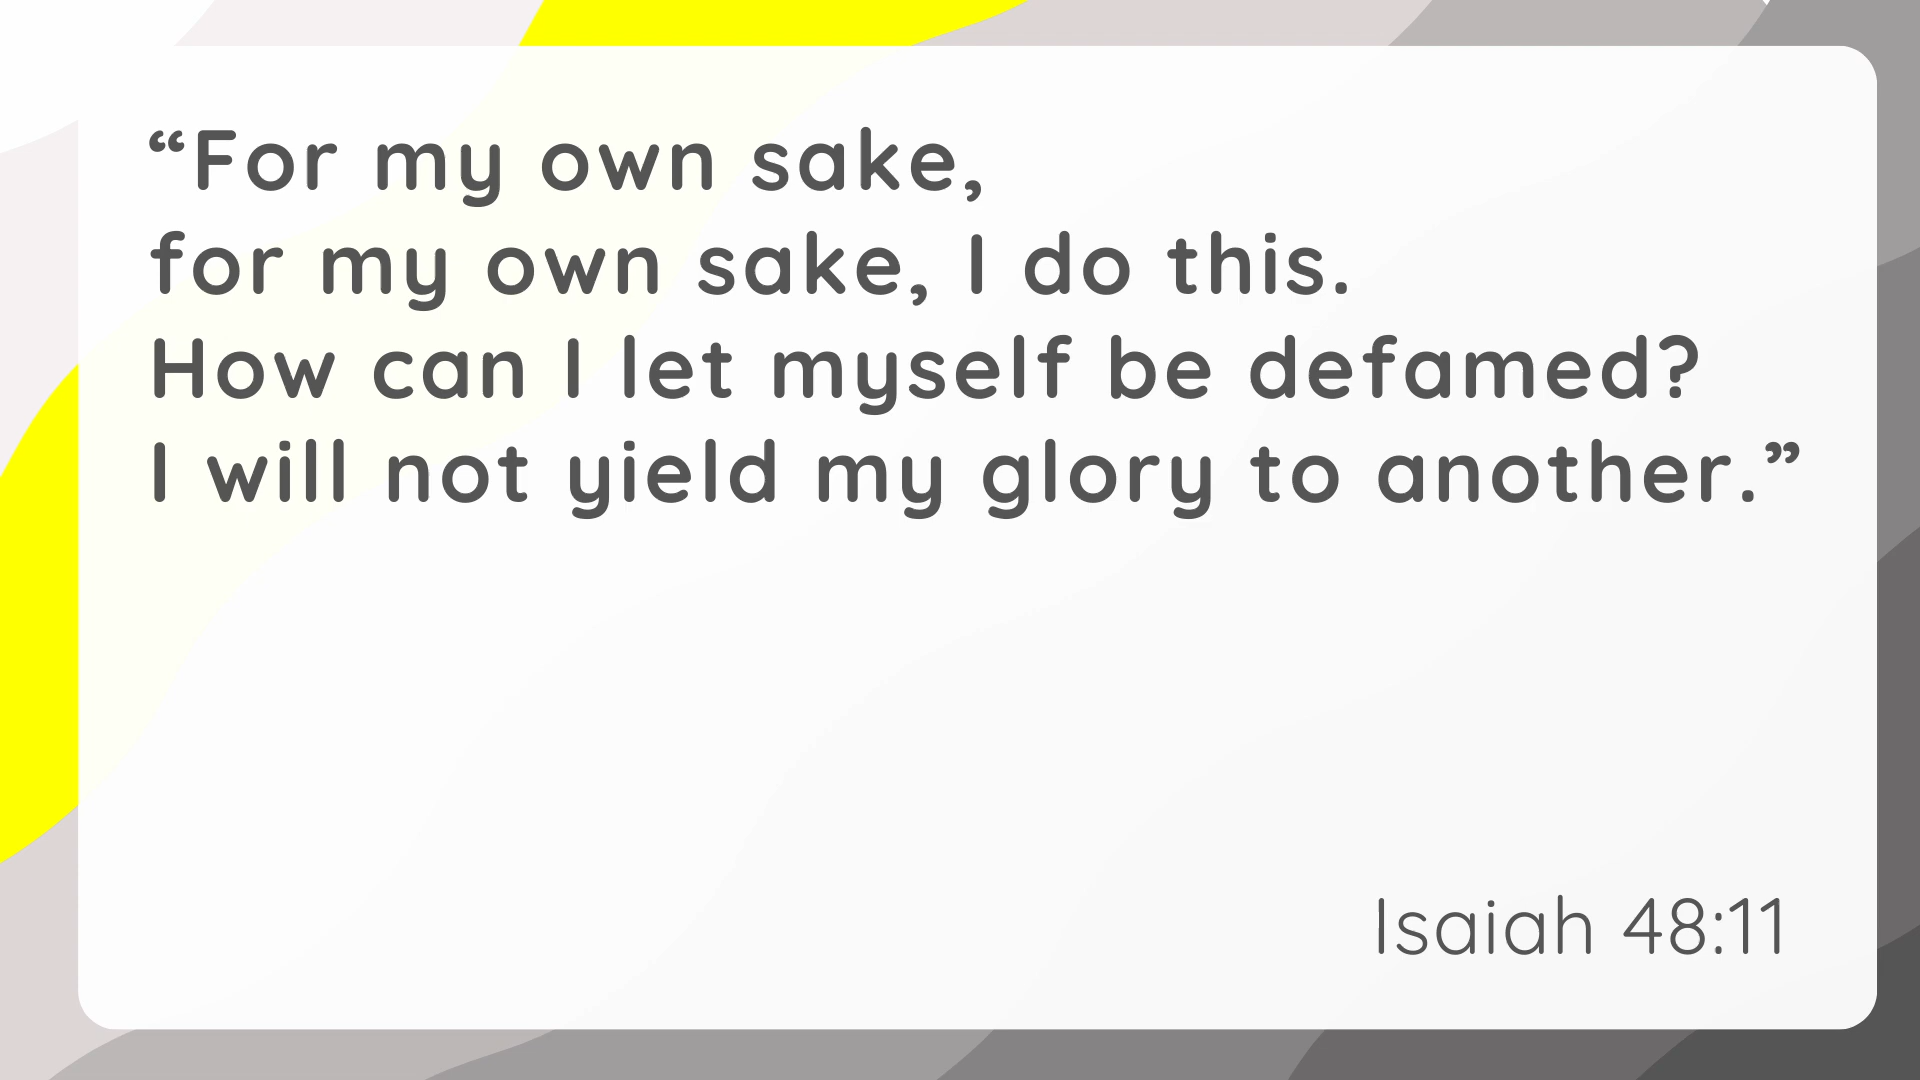 “For my own sake,
for my own sake, I do this.
How can I let myself be defamed?
I will not yield my glory to another.”
Isaiah 48:11